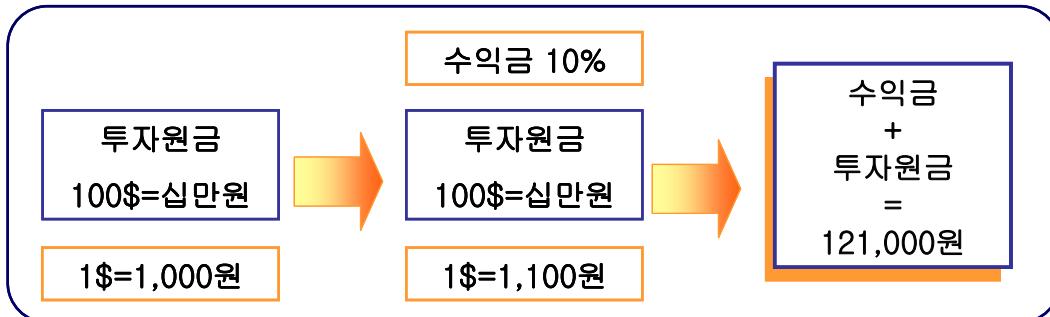 투자원금
100$=십만원
1$=1,000원
수익금 10%
투자원금
100$=십만원
1$=1,100원
수익금
+
투자원금
=
121,000원